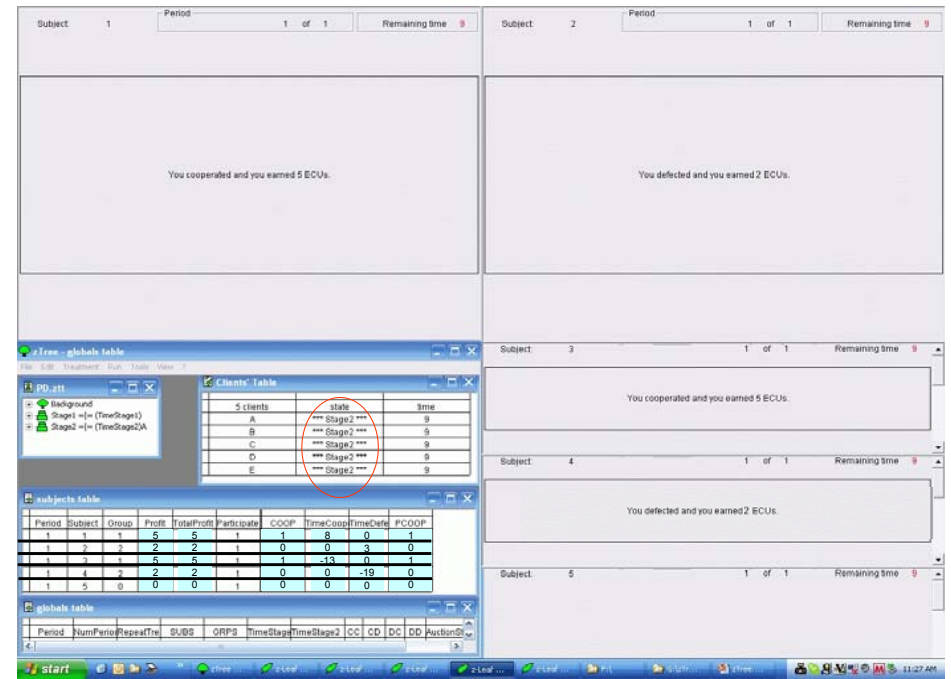 Subject 1 Period 1 of 1 Remaining time 9
You cooperated and you earned 5 ECUs.
Subject 2 Period 1 of 1 Remaining time 9
You defected and you earned 2 ECUs.
Subject 3 1 of 1 Remaining time 9
You cooperated and you earned 5 ECUs.
Subject 4 1 of 1 Remaining time 9
You defected and you earned 2 ECUs.
Subject 5 1 of 1 Remaining time 9
zTree - globals table
File Edit Treatment Run Tools View ?
PD.ztt
Background
Stage1 =|= (TimeStage1)
Stage2 =|= (TimeStage2)A
Clients' Table
5 clients state time
A *** Stage2 *** 9
B *** Stage2 *** 9
C *** Stage2 *** 9
D *** Stage2 *** 9
E *** Stage2 *** 9
subjects table
Period Subject Group Profit TotalProfit Participate COOP TimeCoop TimeDefe PCOOP
1 1 1 5 5 1 1 8 0 1
1 2 2 2 2 1 0 0 3 0
1 3 1 5 5 1 1 -13 0 1
1 4 2 2 2 1 0 0 -19 0
1 5 0 0 0 1 0 0 0 0
globals table
Period NumPerio RepeatTre SUBS GRPS TimeStage TimeStage2 CC CD DC DD AuctionSt
start zTree ... z-Leaf ... z-Leaf ... z-Leaf ... z-Leaf ... z-Leaf ... zTree ... 11:27 AM